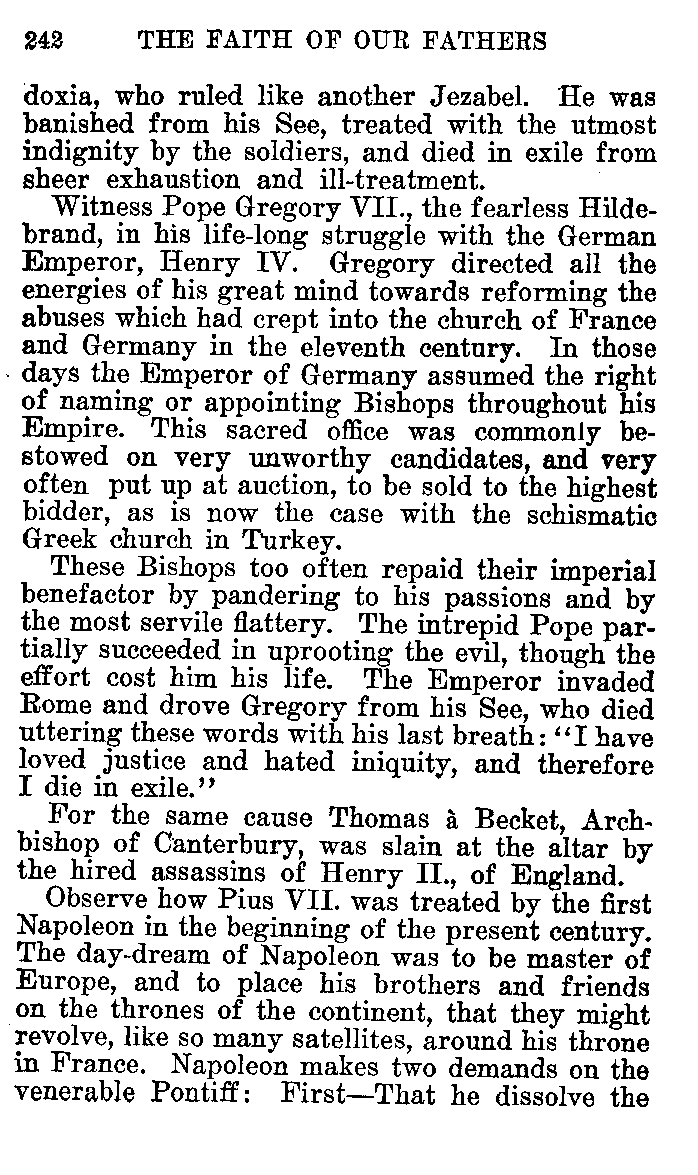 242 THE FAITH OF OUR FATHERS
doxia, who ruled like another Jezabel. He was
banished from his See, treated with the utmost
indignity by the soldiers, and died in exile from
sheer exhaustion and ill-treatment.
Witness Pope Gregory VII., the fearless Hilde-
brand, in his life-long struggle with the German
Emperor, Henry IV. Gregory directed all the
energies of his great mind towards reforming the
abuses which had crept into the church of France
and Germany in the eleventh century. In those
days the Emperor of Germany assumed the right
of naming or appointing Bishops throughout his
Empire. This sacred office was commonly be-
stowed on very unworthy candidates, and very
often put up at auction, to be sold to the highest
bidder, as is now the case with the schismatic
Greek church in Turkey.
These Bishops too often repaid their imperial
benefactor by pandering to his passions and by
the most servile flattery. The intrepid Pope par-
tially succeeded in uprooting the evil, though the
effort cost him his life. The Emperor invaded
Rome and drove Gregory from his See, who died
uttering these words with his last breath: "I have
loved justice and hated iniquity, and therefore
I die in exile."
For the same cause Thomas à Becket, Arch-
bishop of Canterbury, was slain at the altar by
the hired assassins of Henry II., of England.
Observe how Pius VII. was treated by the first
Napoleon in the beginning of the present century.
The day-dream of Napoleon was to be master of
Europe, and to place his brothers and friends
on the thrones of the continent, that they might
revolve, like so many satellites, around his throne
in France. Napoleon makes two demands on the
venerable Pontiff: First—That he dissolve the